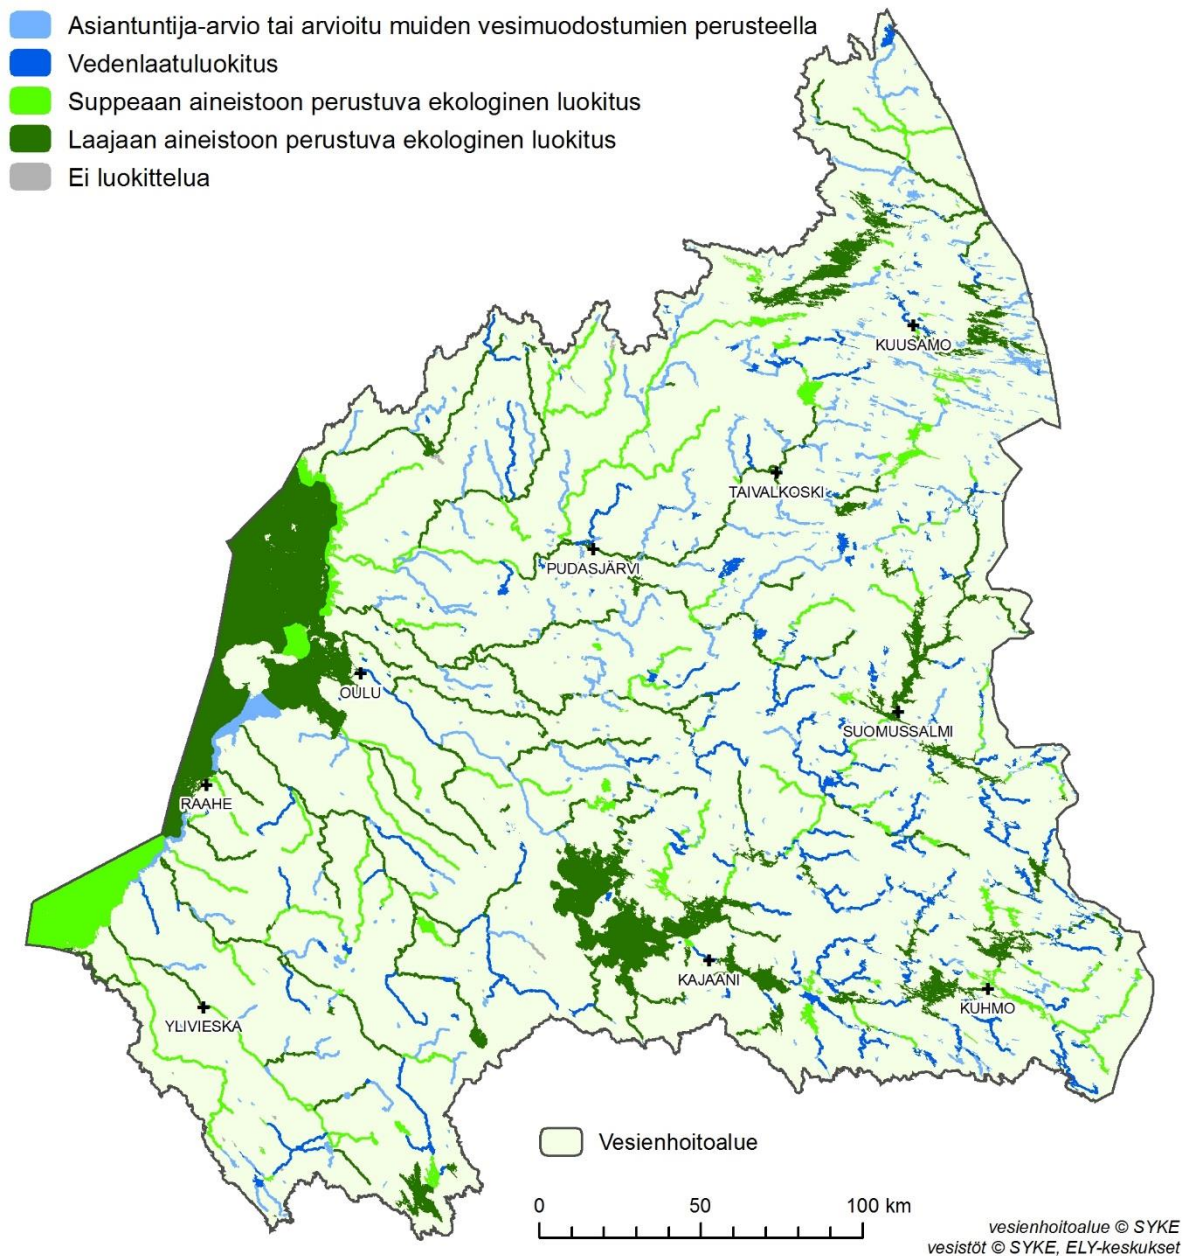 Asiantuntija-arvio tai arvioitu muiden vesimuodostumien perusteella
Vedenlaatuluokitus
Suppeaan aineistoon perustuva ekologinen luokitus
Laajaan aineistoon perustuva ekologinen luokitus
Ei luokittelua
KUUSAMO
TAIVALKOSKI
PUDASJÄRVI
OULU
SUOMUSSALMI
RAAHE
KAJAANI
KUHMO
YLIVIESKA
Vesienhoitoalue
0 50 100 km
vesienhoitoalue © SYKE
vesistöt © SYKE, ELY-keskukset